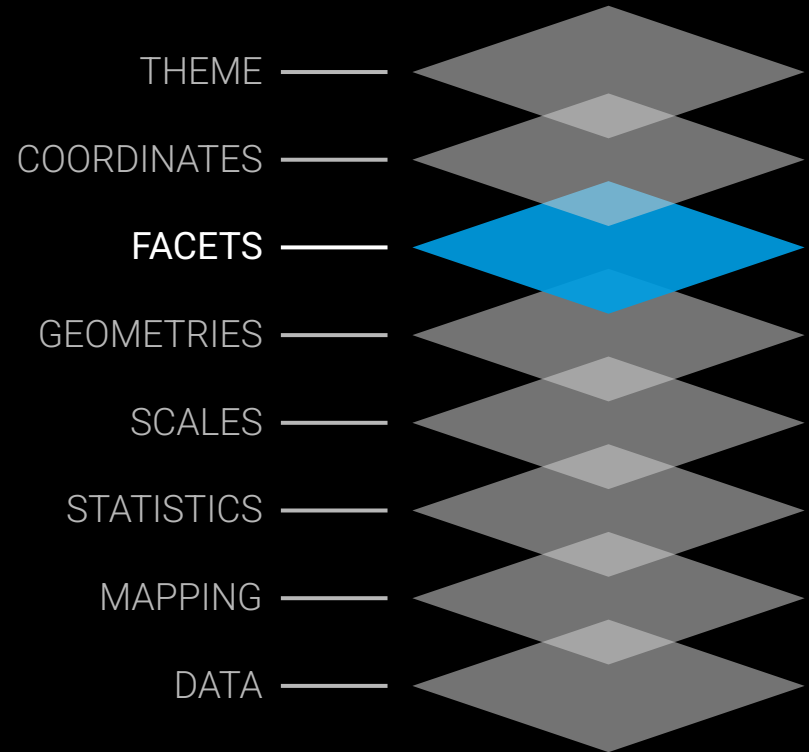 THEME
COORDINATES
FACETS
GEOMETRIES
SCALES
STATISTICS
MAPPING
DATA